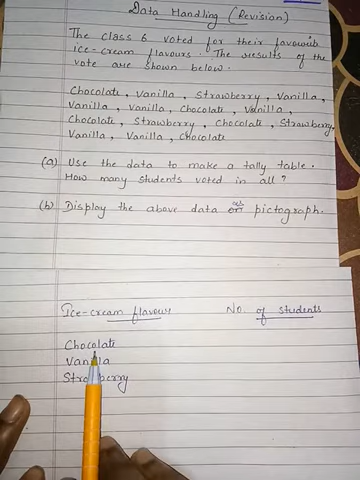 Data Handling (Revision)
The class 6 voted for their favourite
ice-cream flavours. The results of the
vote are shown below.
Chocolate, Vanilla, Strawberry, Vanilla,
Vanilla, Vanilla, Chocolate, Vanilla,
Chocolate, Strawberry, Chocolate, Strawberry,
Vanilla, Vanilla, Chocolate
(a) Use the data to make a tally table.
How many students voted in all?
(b) Display the above data as pictograph.
Ice-cream flavour No. of students
Chocolate
Vanilla
Strawberry